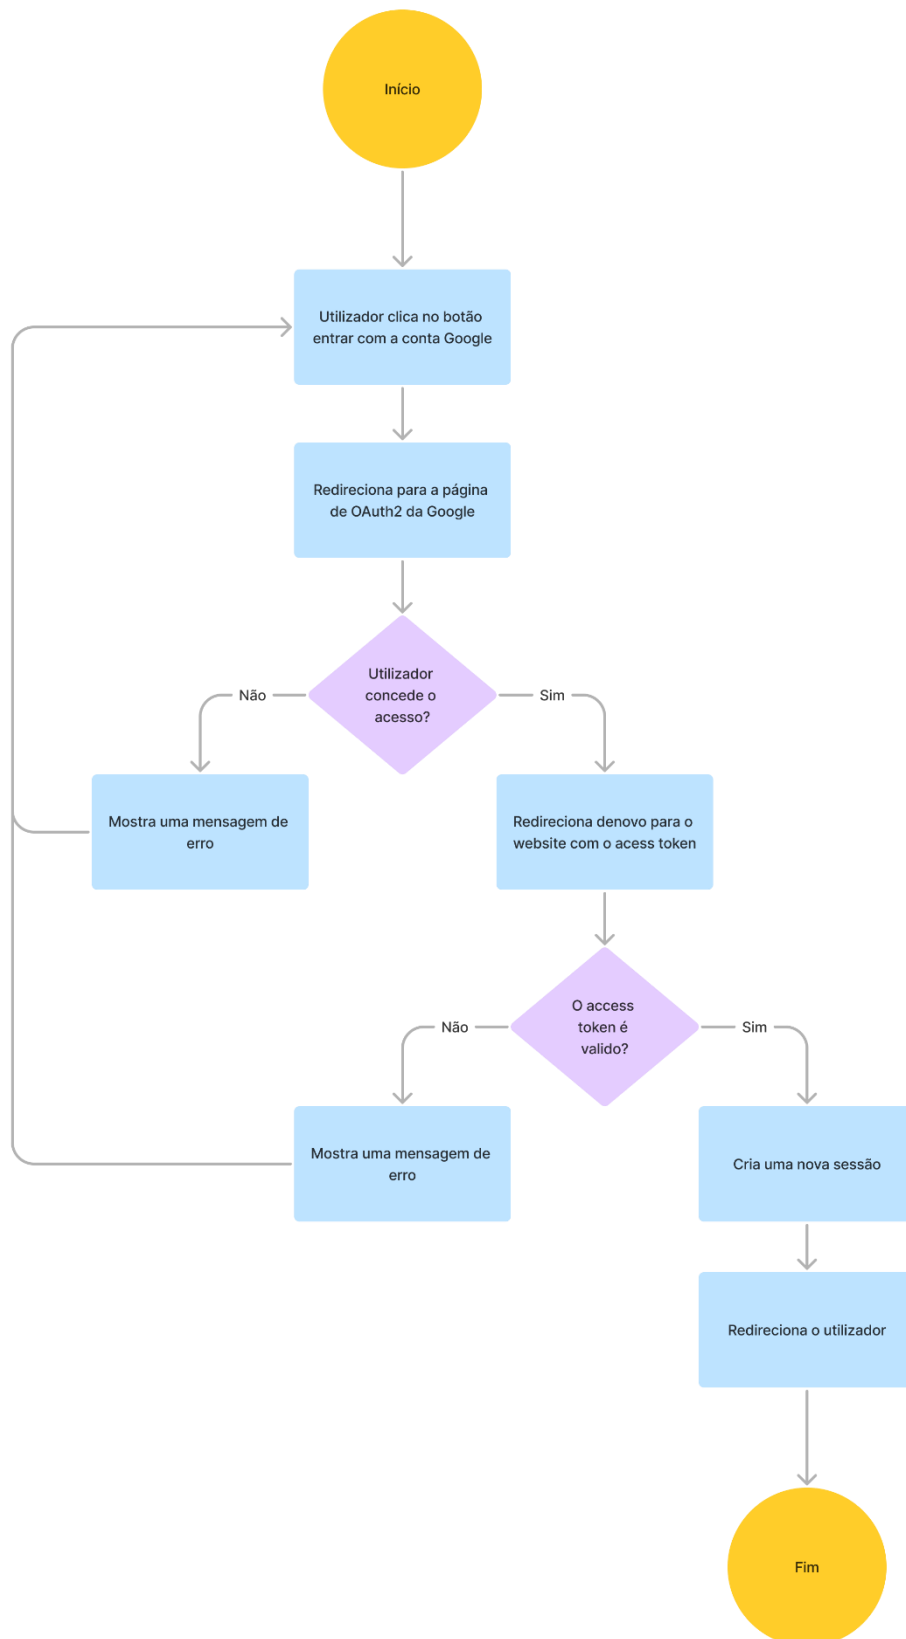 Início
Utilizador clica no botão
entrar com a conta Google
Redireciona para a página
de OAuth2 da Google
Utilizador
concede o
acesso?
Não
Sim
Mostra uma mensagem de
erro
Redireciona denovo para o
website com o acess token
O access
token é
valido?
Não
Sim
Mostra uma mensagem de
erro
Cria uma nova sessão
Redireciona o utilizador
Fim